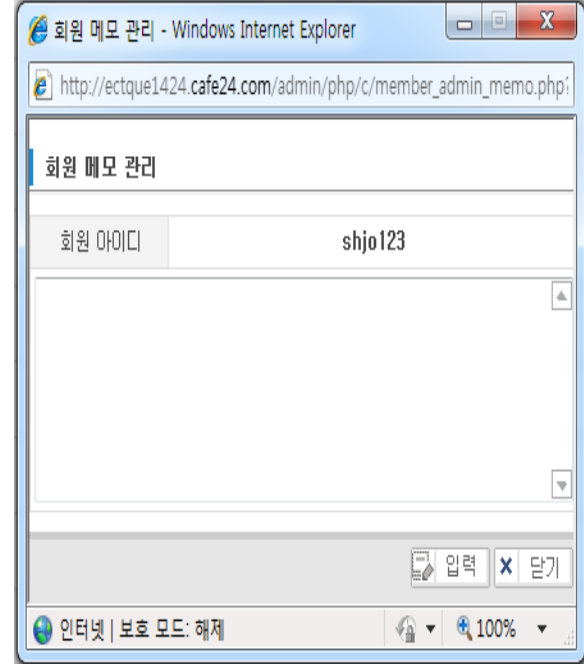 회원 메모 관리 - Windows Internet Explorer
http://ectque1424.cafe24.com/admin/php/c/member_admin_memo.php?
회원 메모 관리
회원 아이디 shjo123
입력 닫기
인터넷 | 보호 모드: 해제 100%